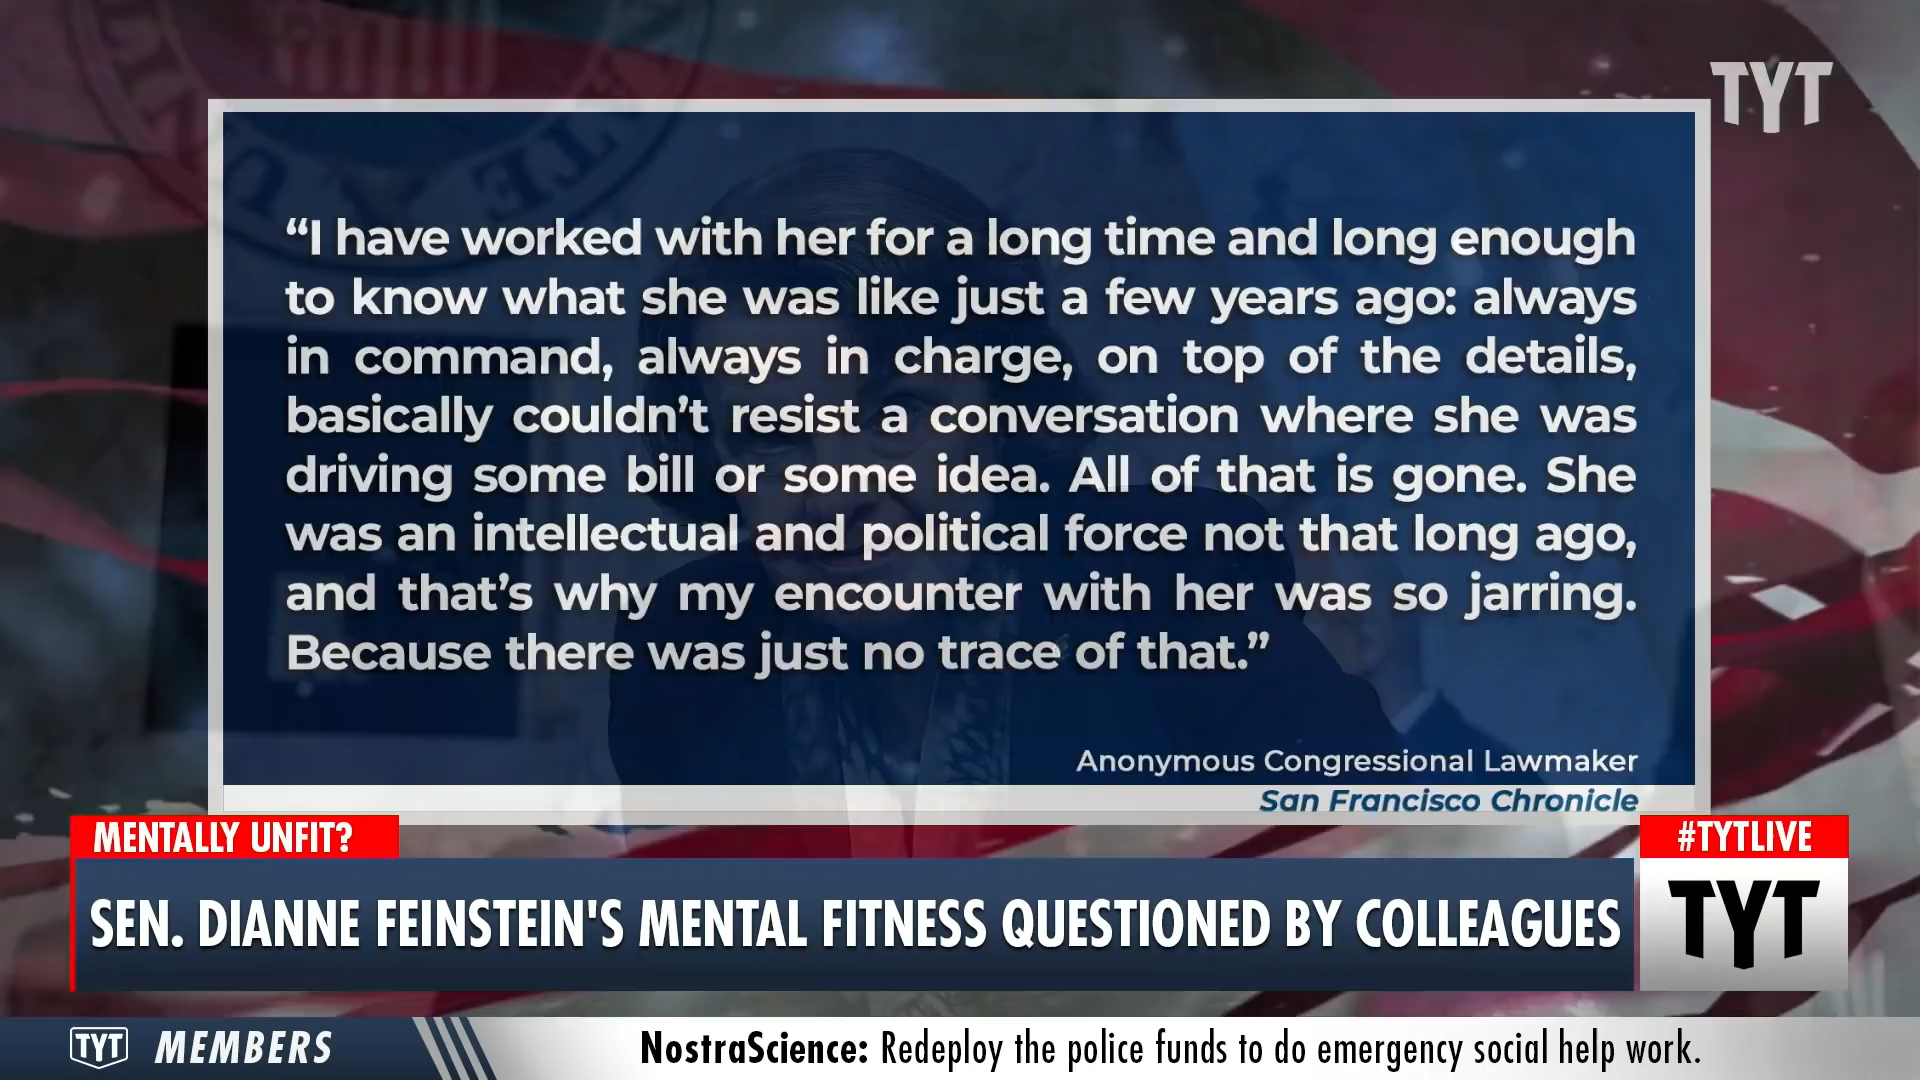 TYT
“I have worked with her for a long time and long enough
to know what she was like just a few years ago: always
in command, always in charge, on top of the details,
basically couldn’t resist a conversation where she was
driving some bill or some idea. All of that is gone. She
was an intellectual and political force not that long ago,
and that’s why my encounter with her was so jarring.
Because there was just no trace of that.”
Anonymous Congressional Lawmaker
San Francisco Chronicle
MENTALLY UNFIT?
SEN. DIANNE FEINSTEIN'S MENTAL FITNESS QUESTIONED BY COLLEAGUES
#TYTLIVE
TYT
TYT MEMBERS
NostraScience: Redeploy the police funds to do emergency social help work.